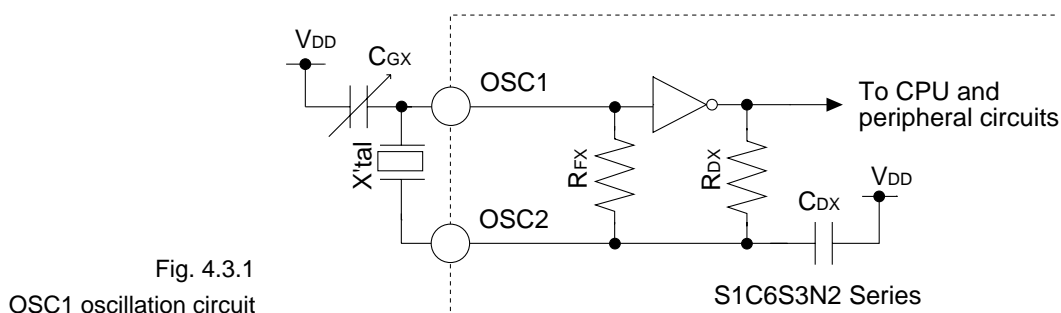 VDD
CGX
OSC1
To CPU and
peripheral circuits
X'tal
RFX
RDX
VDD
CDX
OSC2
Fig. 4.3.1
OSC1 oscillation circuit
S1C6S3N2 Series